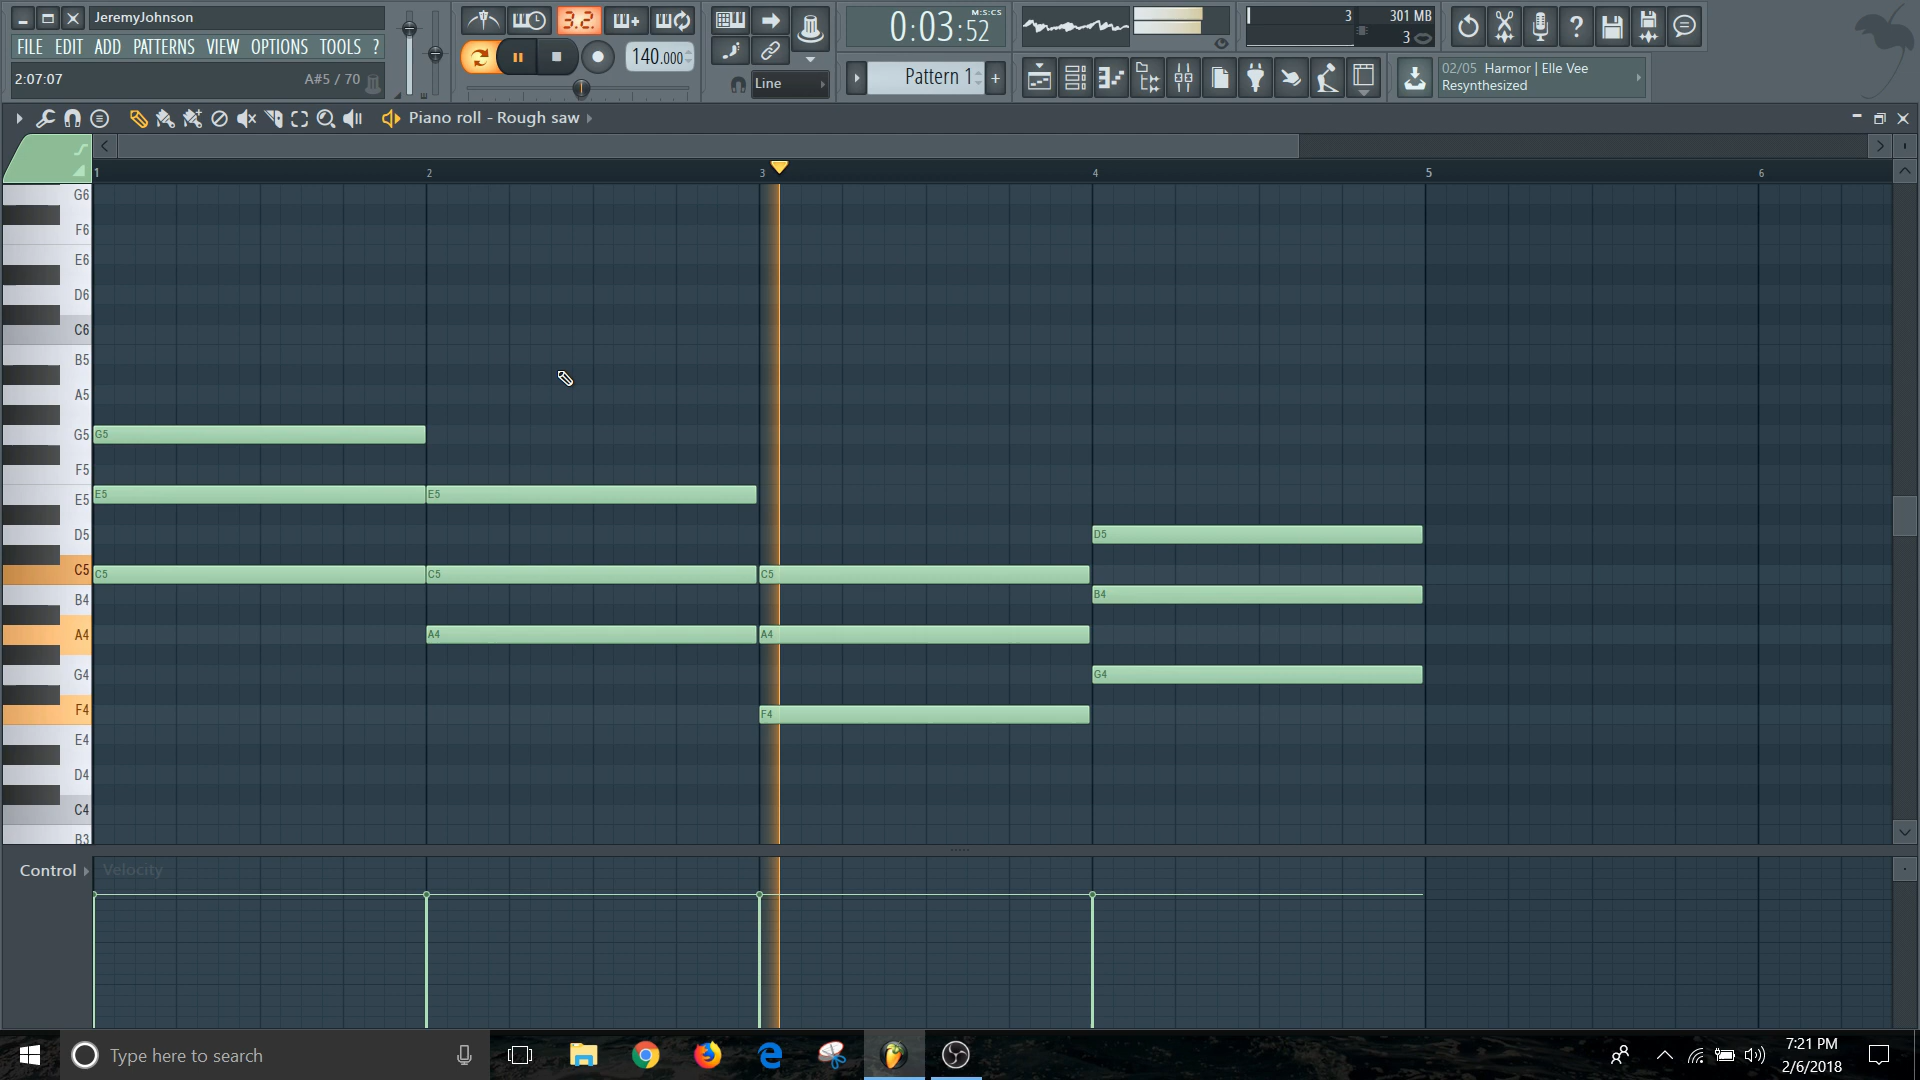 JeremyJohnson
FILE EDIT ADD PATTERNS VIEW OPTIONS TOOLS ?
2:07:07 A#5 / 70
3.2.
140.000
Line
0:03:52
M:S:CS
Pattern 1
3 301 MB
3
02/05 Harmor | Elle Vee
Resynthesized
Piano roll - Rough saw
1 2 3 4 5 6
G6
F6
E6
D6
C6
B5
A5
G5 G5
F5
E5 E5 E5
D5 D5
C5 C5 C5 C5
B4 B4
A4 A4 A4
G4 G4
F4 F4
E4
D4
C4
B3
Control Velocity
Type here to search
7:21 PM
2/6/2018